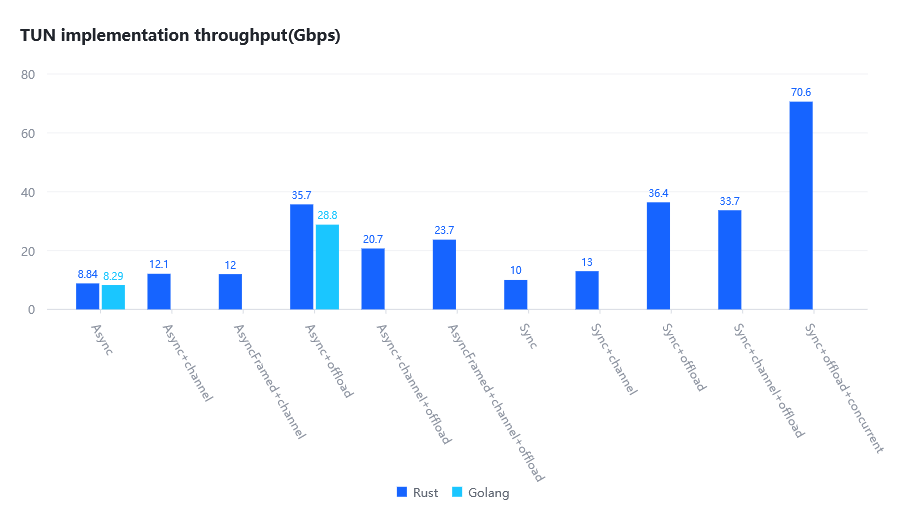 TUN implementation throughput(Gbps)
80
60
40
20
0
8.84
8.29
12.1
12
35.7
28.8
20.7
23.7
10
13
36.4
33.7
70.6
Async
Async+channel
AsyncFramed+channel
Async+offload
Async+channel+offload
AsyncFramed+channel+offload
Sync
Sync+channel
Sync+offload
Sync+channel+offload
Sync+offload+concurrent
Rust
Golang